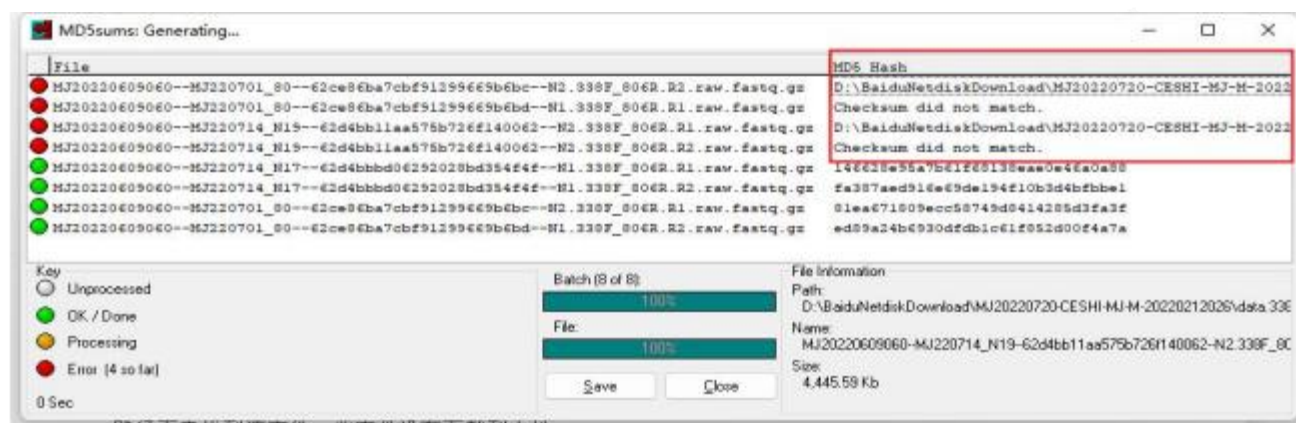 MD5sums: Generating...
File MD5 Hash
MJ20220609060--MJ220701_80--62ce86ba7cbf91299669b6bc--N2.338F_806R.R2.raw.fastq.gz D:\BaiduNetdiskDownload\MJ20220720-CESHI-MJ-M-2022
MJ20220609060--MJ220701_80--62ce86ba7cbf91299669b6bd--N1.338F_806R.R1.raw.fastq.gz Checksum did not match.
MJ20220609060--MJ220714_N19--62d4bb11aa575b726f140062--N2.338F_806R.R1.raw.fastq.gz D:\BaiduNetdiskDownload\MJ20220720-CESHI-MJ-M-2022
MJ20220609060--MJ220714_N19--62d4bb11aa575b726f140062--N2.338F_806R.R2.raw.fastq.gz Checksum did not match.
MJ20220609060--MJ220714_N17--62d4bbbd06292028bd354f4f--N1.338F_806R.R1.raw.fastq.gz 146628e95a7b61f68138eae0e46a0a88
MJ20220609060--MJ220714_N17--62d4bbbd06292028bd354f4f--N1.338F_806R.R2.raw.fastq.gz fa387aed916e69de194f10b3d4bfbbe1
MJ20220609060--MJ220701_80--62ce86ba7cbf91299669b6bc--N2.338F_806R.R1.raw.fastq.gz 81ea671809ecc58749d8414285d3fa3f
MJ20220609060--MJ220701_80--62ce86ba7cbf91299669b6bd--N1.338F_806R.R2.raw.fastq.gz ed89a24b6930dfdb1c61f852d00f4a7a
Key
Unprocessed
OK / Done
Processing
Error (4 so far)
0 Sec
Batch (8 of 8):
100%
File:
100%
Save Close
File Information
Path:
D:\BaiduNetdiskDownload\MJ20220720-CESHI-MJ-M-20220212026\data.338
Name:
MJ20220609060--MJ220714_N19--62d4bb11aa575b726f140062--N2.338F_80
Size:
4,445.59 Kb